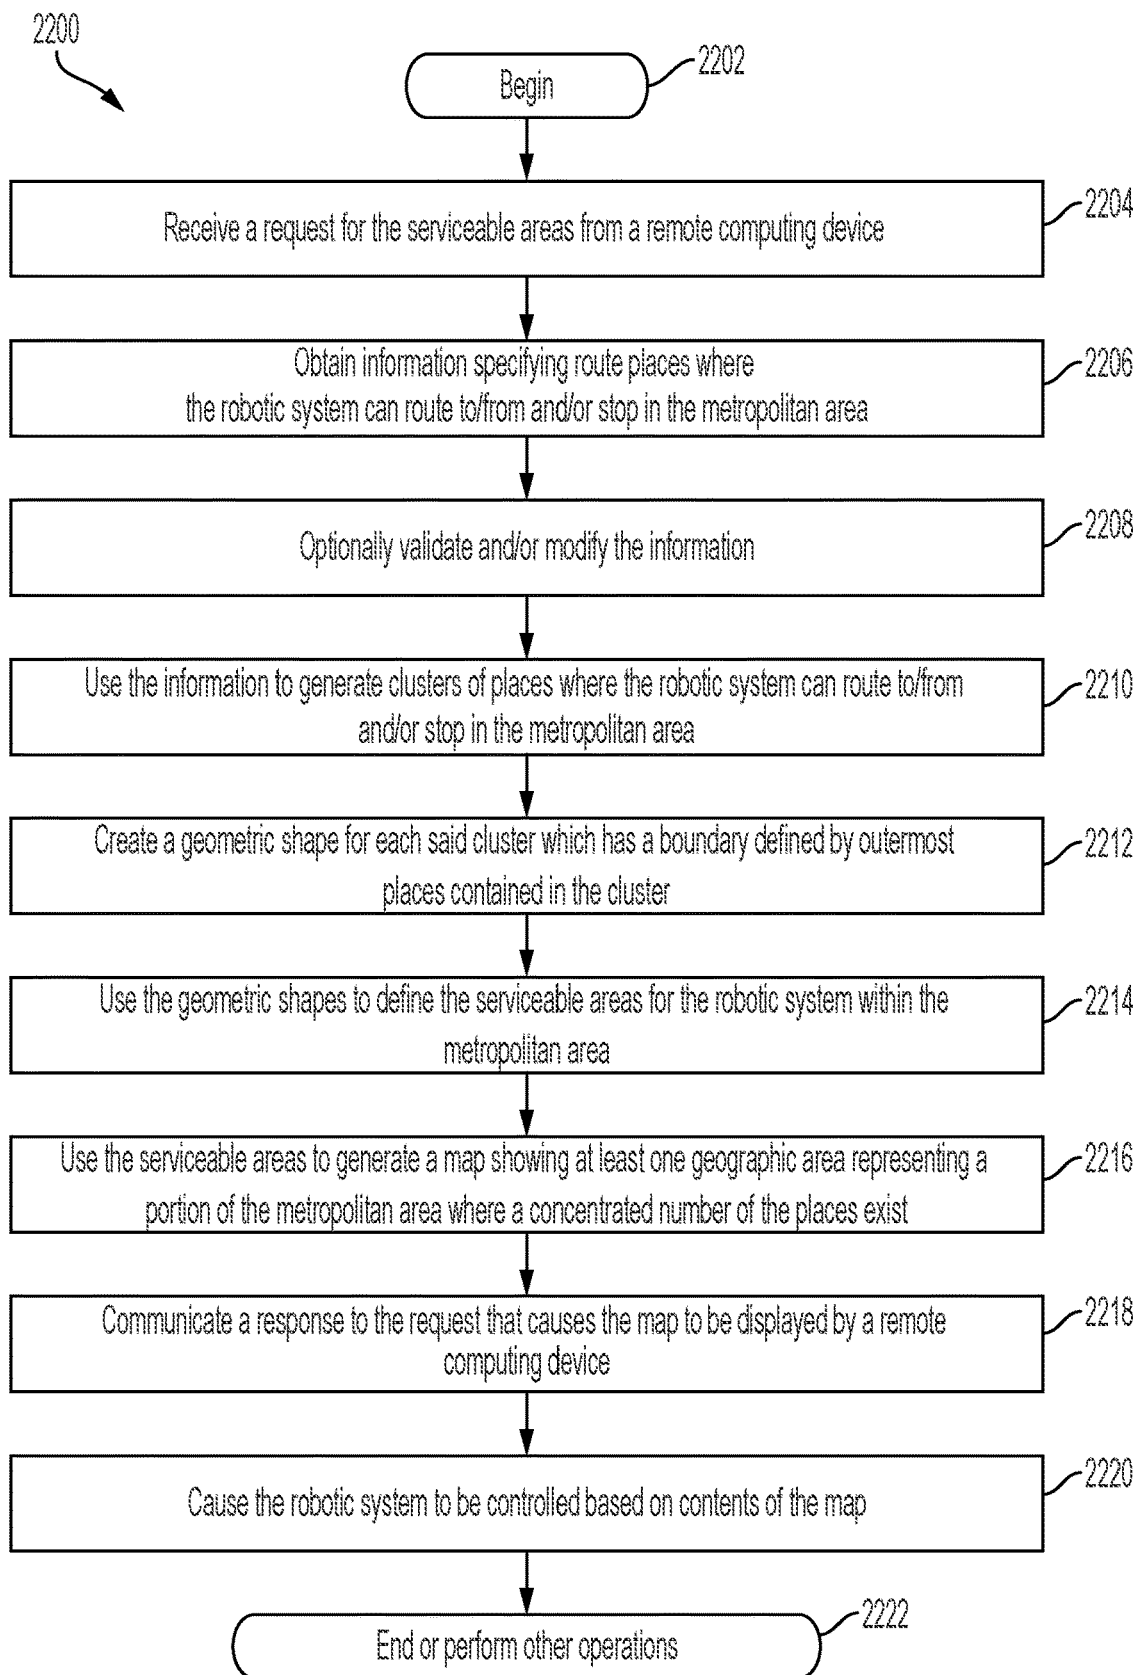 2200
Begin
2202
Receive a request for the serviceable areas from a remote computing device
2204
Obtain information specifying route places where
the robotic system can route to/from and/or stop in the metropolitan area
2206
Optionally validate and/or modify the information
2208
Use the information to generate clusters of places where the robotic system can route to/from
and/or stop in the metropolitan area
2210
Create a geometric shape for each said cluster which has a boundary defined by outermost
places contained in the cluster
2212
Use the geometric shapes to define the serviceable areas for the robotic system within the
metropolitan area
2214
Use the serviceable areas to generate a map showing at least one geographic area representing a
portion of the metropolitan area where a concentrated number of the places exist
2216
Communicate a response to the request that causes the map to be displayed by a remote
computing device
2218
Cause the robotic system to be controlled based on contents of the map
2220
End or perform other operations
2222